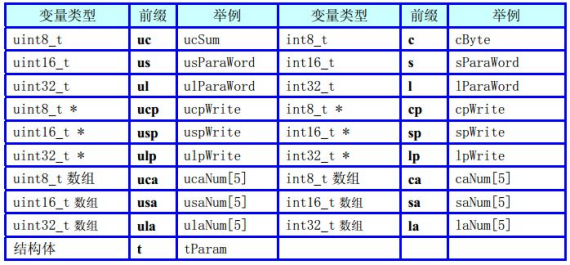 变量类型 前缀 举例 变量类型 前缀 举例
uint8_t uc ucSum int8_t c cByte
uint16_t us usParaWord int16_t s sParaWord
uint32_t ul ulParaWord int32_t l lParaWord
uint8_t * ucp ucpWrite int8_t * cp cpWrite
uint16_t * usp uspWrite int16_t * sp spWrite
uint32_t * ulp ulpWrite int32_t * lp lpWrite
uint8_t 数组 uca ucaNum[5] int8_t 数组 ca caNum[5]
uint16_t 数组 usa usaNum[5] int16_t 数组 sa saNum[5]
uint32_t 数组 ula ulaNum[5] int32_t 数组 la laNum[5]
结构体 t tParam